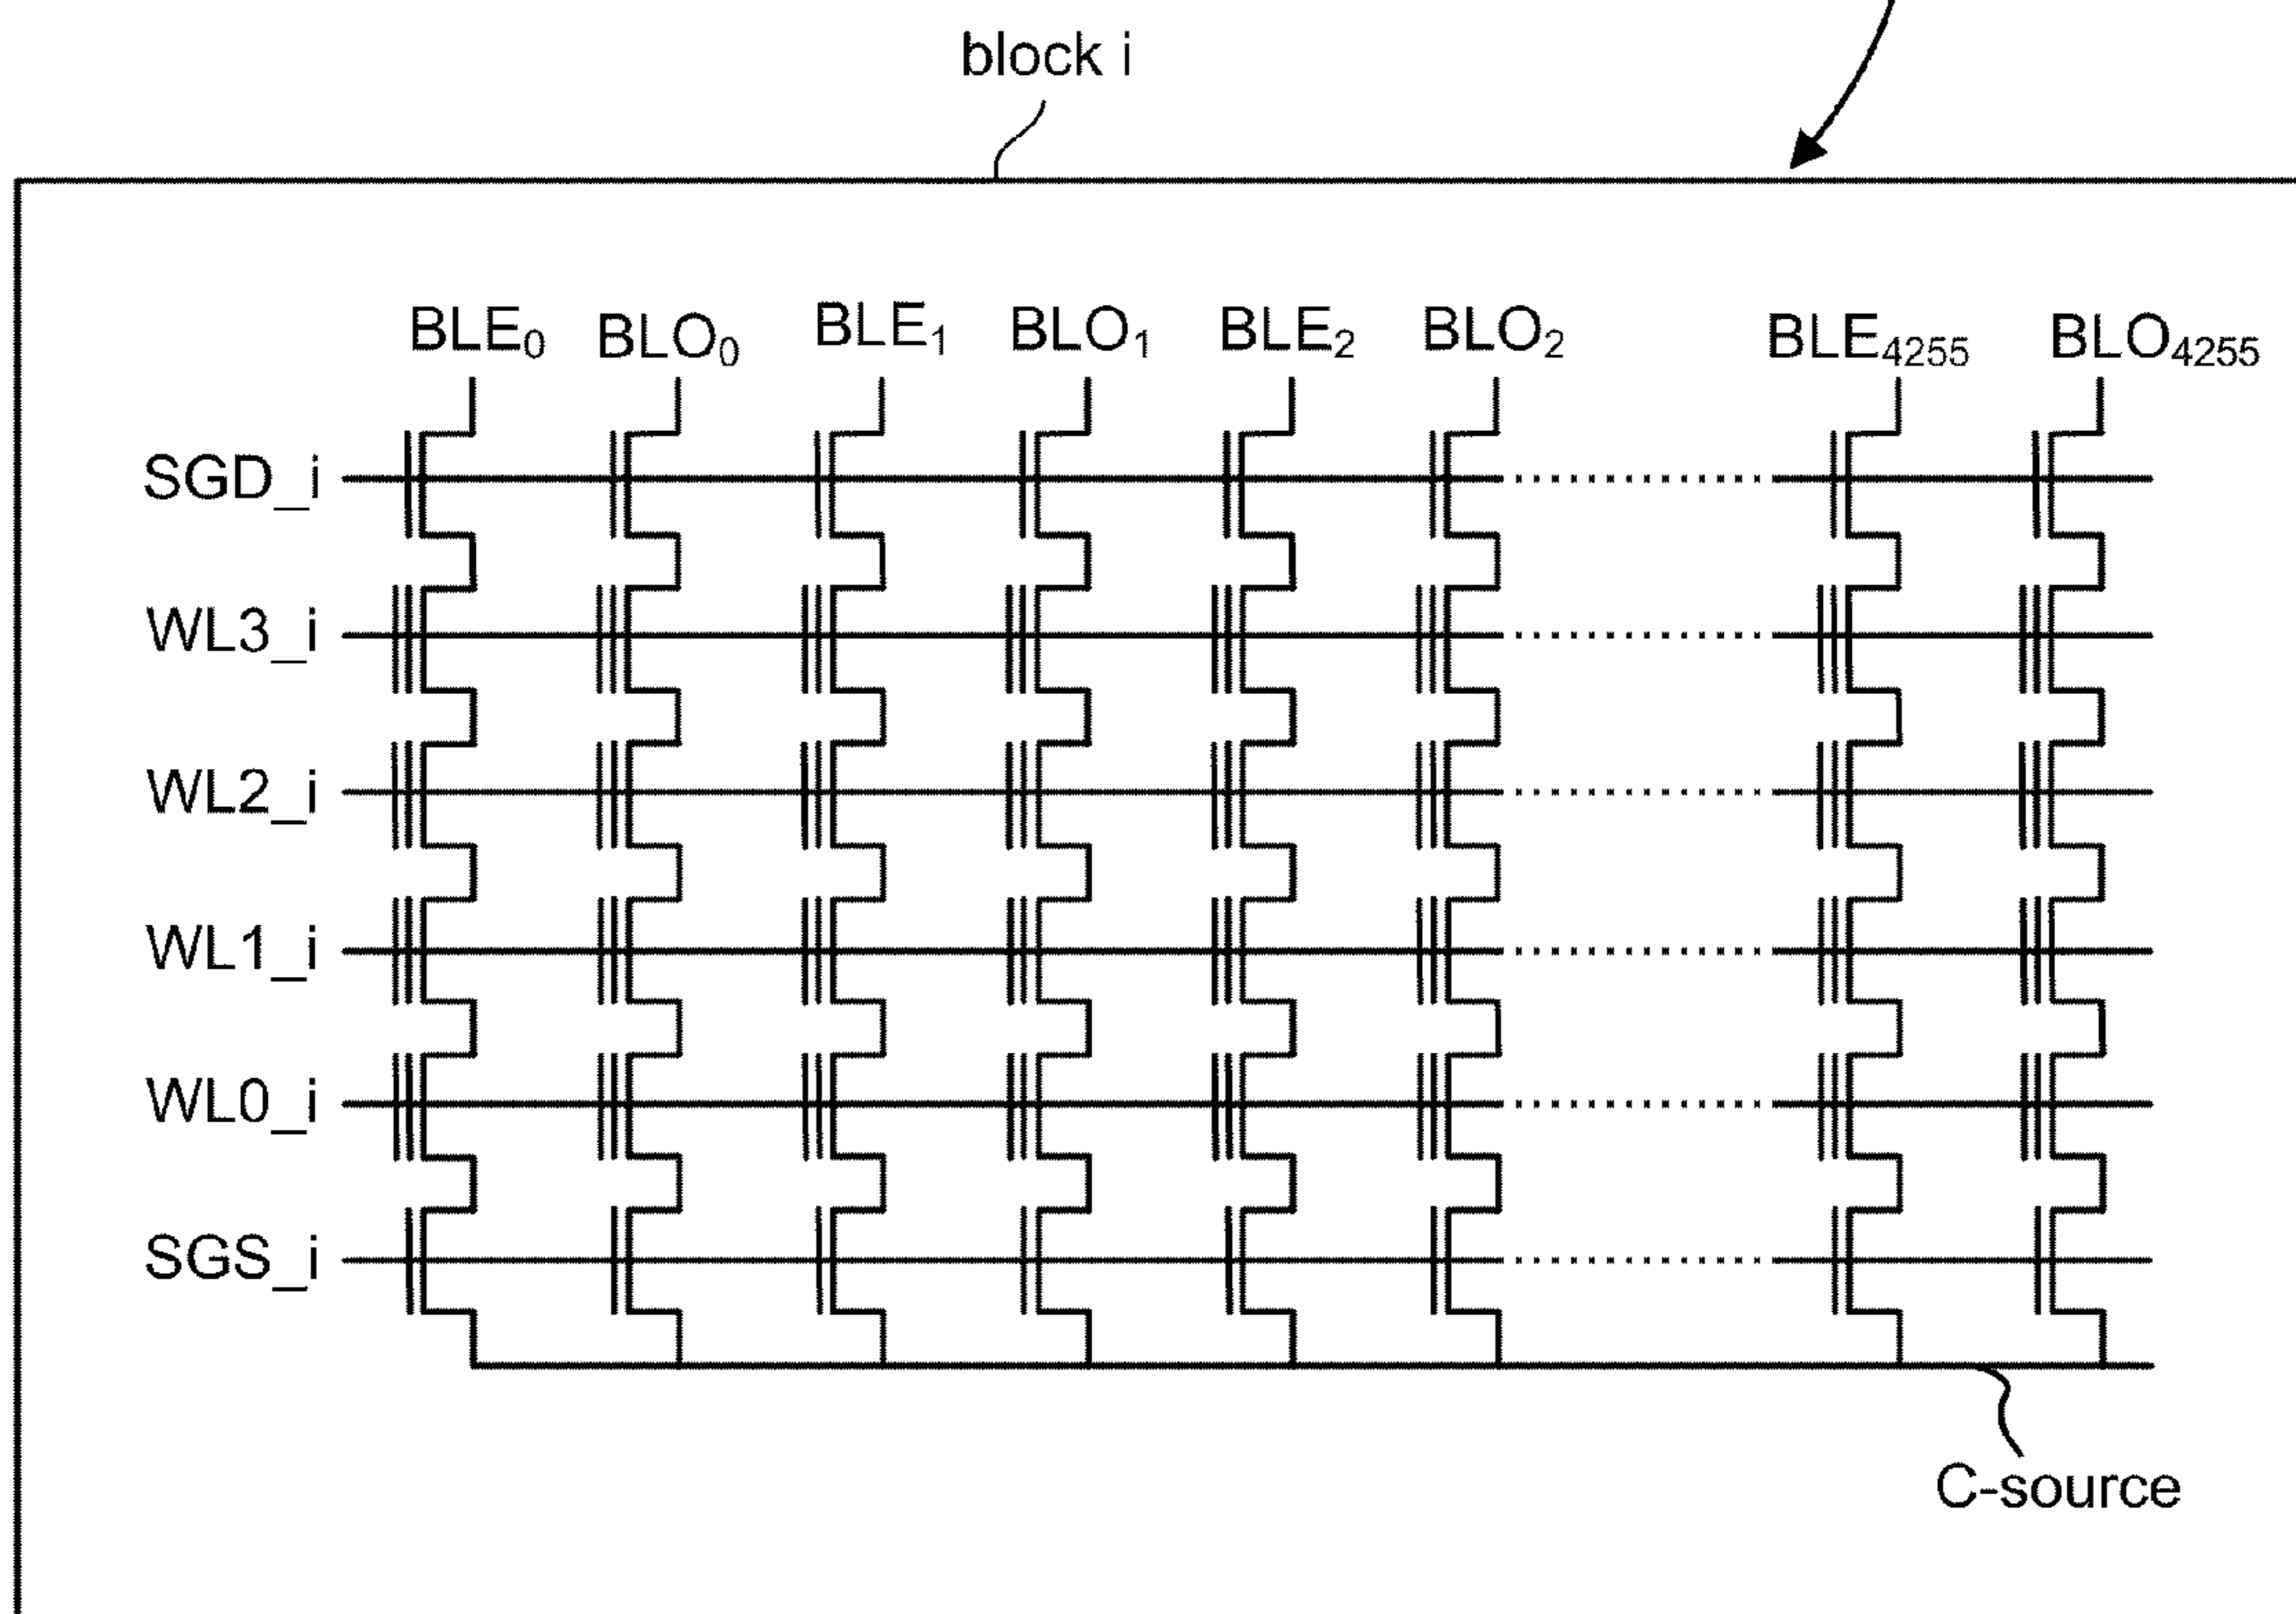 block i
BLE₀ BLO₀ BLE₁ BLO₁ BLE₂ BLO₂ BLE₄₂₅₅ BLO₄₂₅₅
SGD_i
WL3_i
WL2_i
WL1_i
WL0_i
SGS_i
C-source